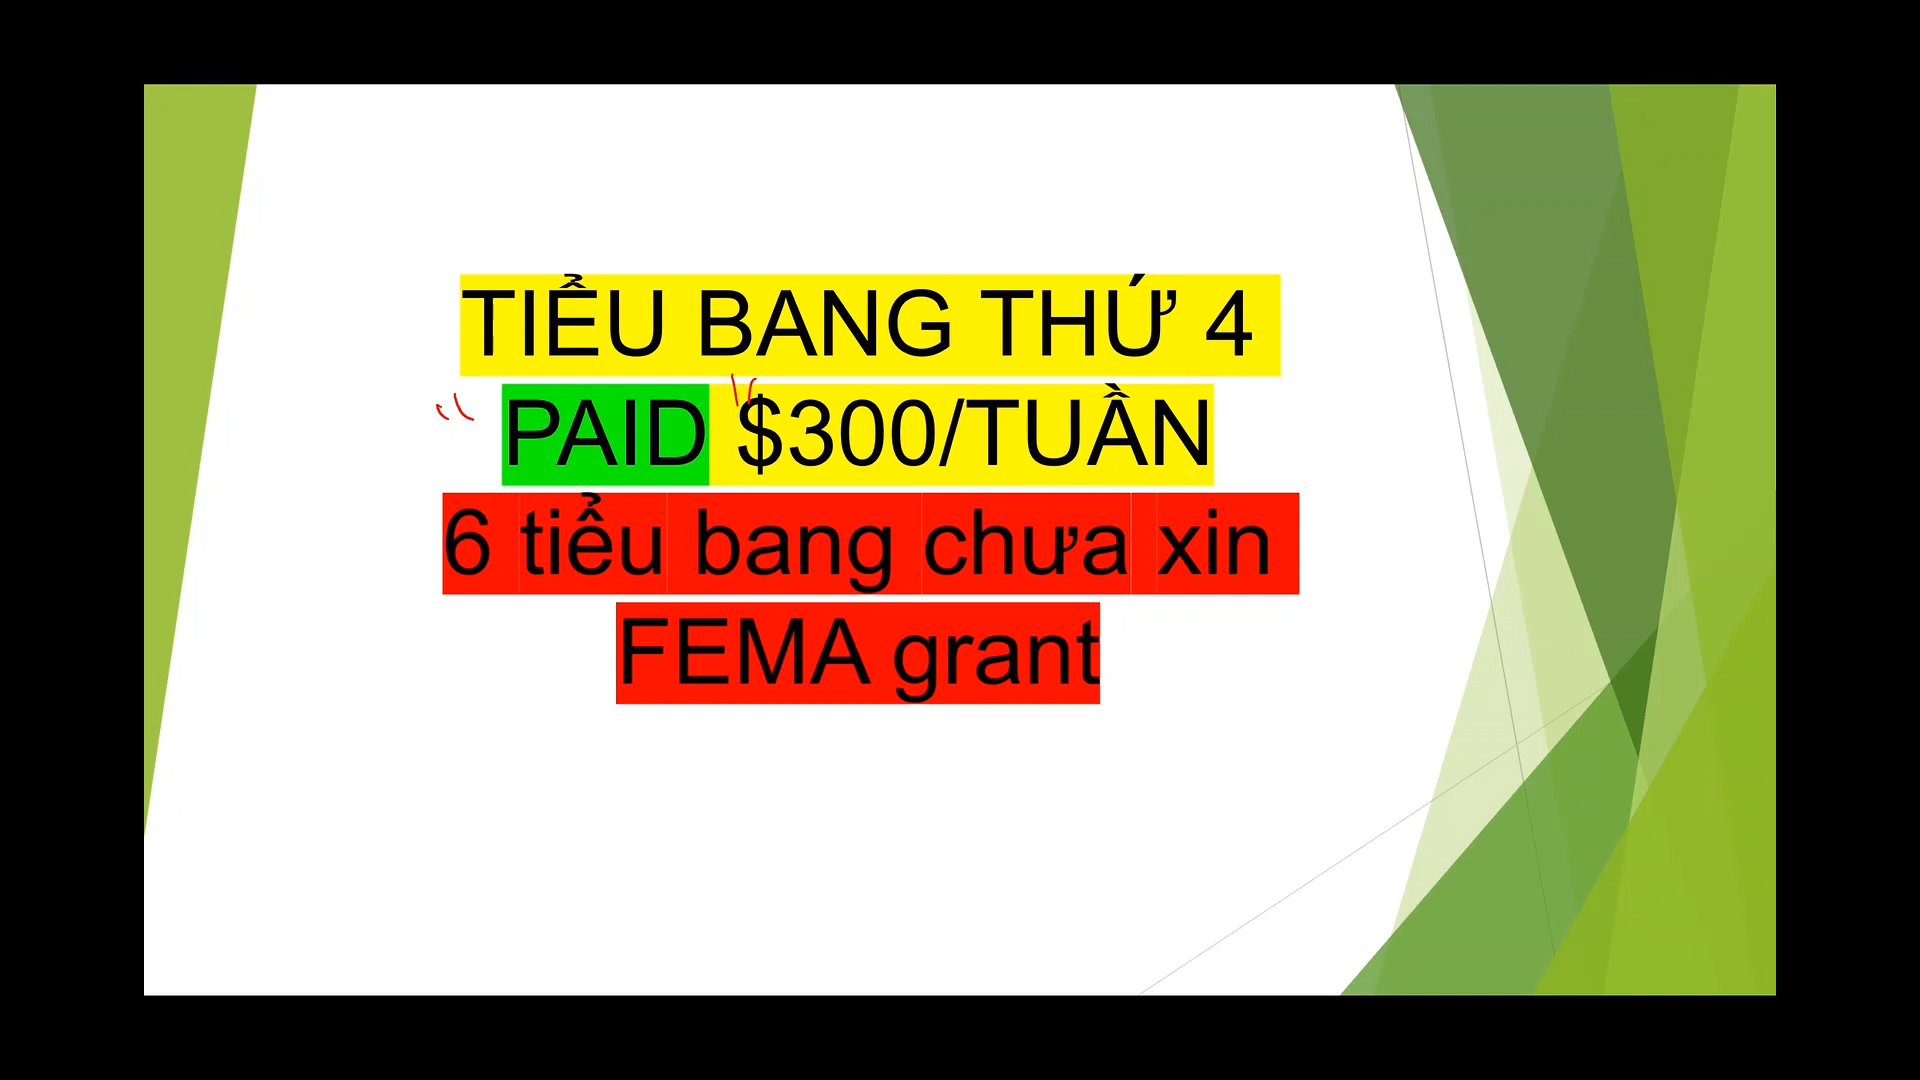 TIỂU BANG THỨ 4
PAID $300/TUẦN
6 tiểu bang chưa xin
FEMA grant